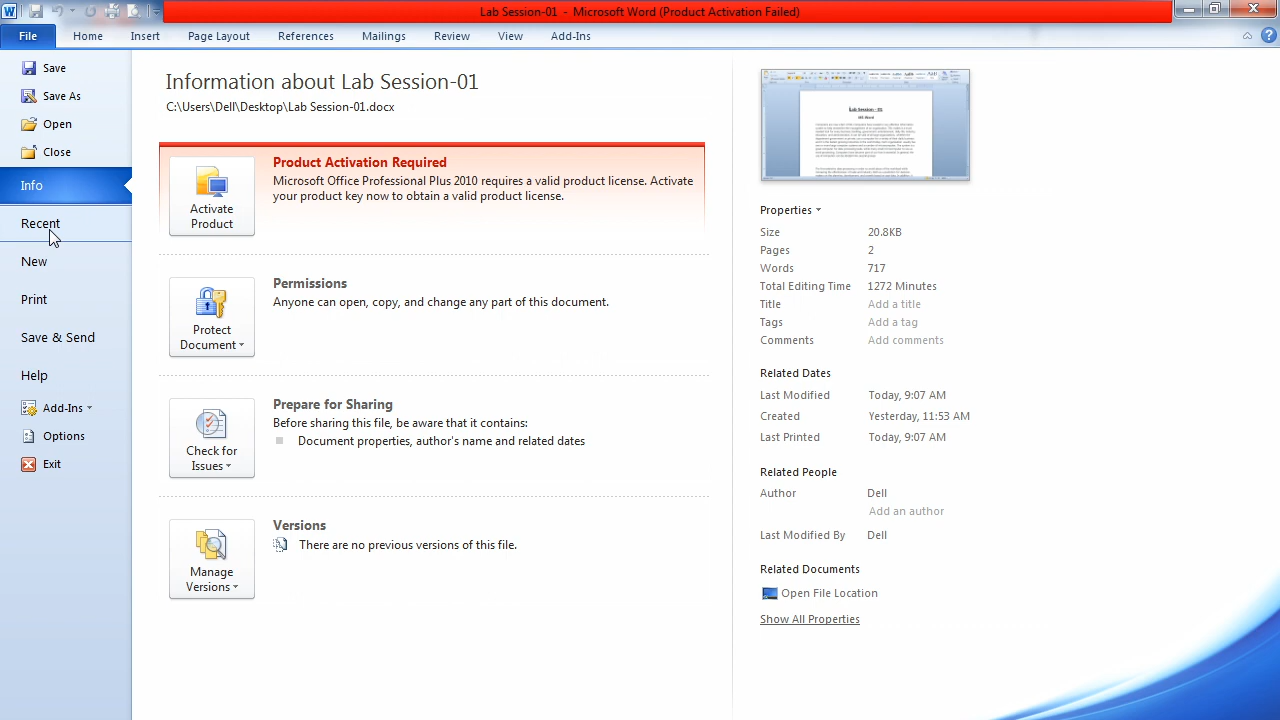 Lab Session-01 - Microsoft Word (Product Activation Failed)
File Home Insert Page Layout References Mailings Review View Add-Ins
Save
Save As
Open
Close
Info
Recent
New
Print
Save & Send
Help
Add-Ins
Options
Exit
Information about Lab Session-01
C:\Users\Dell\Desktop\Lab Session-01.docx
Activate
Product
Product Activation Required
Microsoft Office Professional Plus 2010 requires a valid product license. Activate
your product key now to obtain a valid product license.
Protect
Document
Permissions
Anyone can open, copy, and change any part of this document.
Check for
Issues
Prepare for Sharing
Before sharing this file, be aware that it contains:
Document properties, author's name and related dates
Manage
Versions
Versions
There are no previous versions of this file.
Lab Session -01
Properties
Size 20.8KB
Pages 2
Words 717
Total Editing Time 1272 Minutes
Title Add a title
Tags Add a tag
Comments Add comments
Related Dates
Last Modified Today, 9:07 AM
Created Yesterday, 11:53 AM
Last Printed Today, 9:07 AM
Related People
Author Dell
Add an author
Last Modified By Dell
Related Documents
Open File Location
Show All Properties